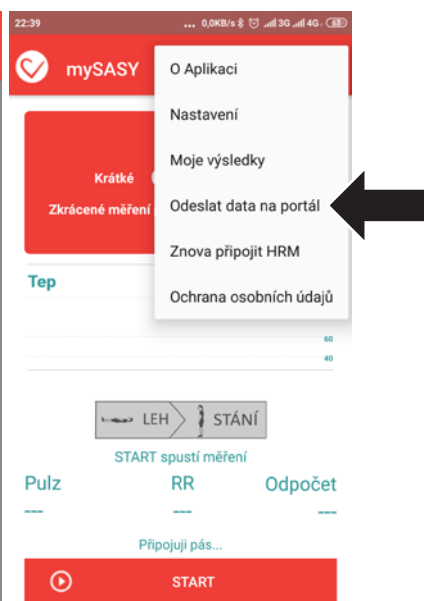 22:39
... 0,0KB/s 3G 4G 63
mySASY
O Aplikaci
Nastavení
Moje výsledky
Odeslat data na portál
Znova připojit HRM
Ochrana osobních údajů
Krátké
Zkrácené měření
Tep
60
40
LEH STÁNÍ
START spustí měření
Pulz RR Odpočet
--- --- ---
Připojuji pás...
START